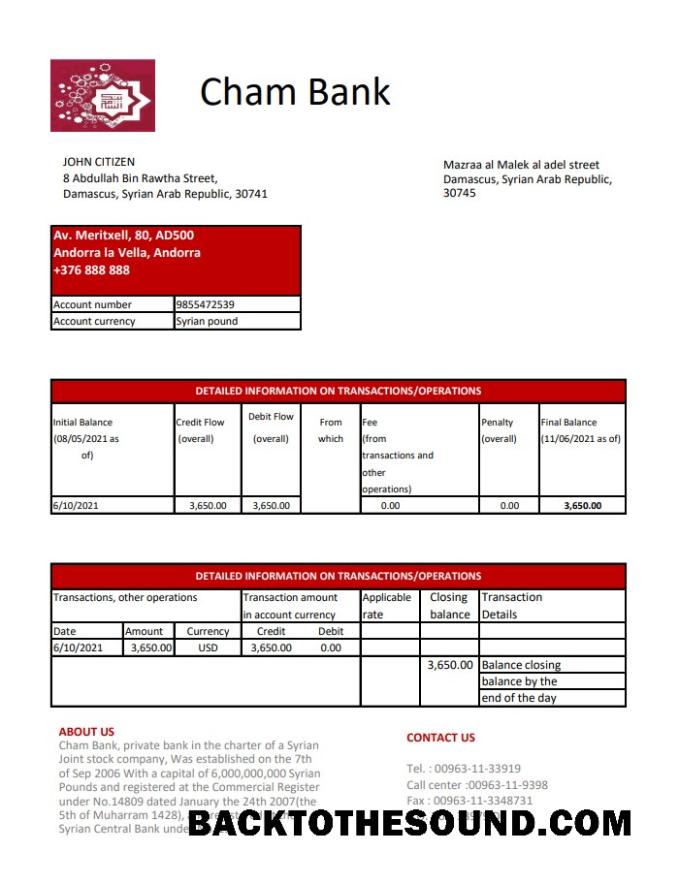 Cham Bank
JOHN CITIZEN
8 Abdullah Bin Rawtha Street,
Damascus, Syrian Arab Republic, 30741
Mazraa al Malek al adel street
Damascus, Syrian Arab Republic,
30745
Av. Meritxell, 80, AD500
Andorra la Vella, Andorra
+376 888 888
Account number 9855472539
Account currency Syrian pound
DETAILED INFORMATION ON TRANSACTIONS/OPERATIONS
Initial Balance
(08/05/2021 as
of)
Credit Flow
(overall)
Debit Flow
(overall)
From
which
Fee
(from
transactions and
other
operations)
Penalty
(overall)
Final Balance
(11/06/2021 as of)
6/10/2021 3,650.00 3,650.00 0.00 0.00 3,650.00
DETAILED INFORMATION ON TRANSACTIONS/OPERATIONS
Transactions, other operations
Transaction amount
in account currency
Applicable
rate
Closing
balance
Transaction
Details
Date Amount Currency Credit Debit
6/10/2021 3,650.00 USD 3,650.00 0.00
3,650.00 Balance closing
balance by the
end of the day
ABOUT US
Cham Bank, private bank in the charter of a Syrian
Joint stock company, Was established on the 7th
of Sep 2006 With a capital of 6,000,000,000 Syrian
Pounds and registered at the Commercial Register
under No.14809 dated January the 24th 2007(the
5th of Muharram 1428),
Syrian Central Bank
CONTACT US
Tel. : 00963-11-33919
Call center :00963-11-9398
Fax : 00963-11-3348731
BACKTOTHESOUND.COM